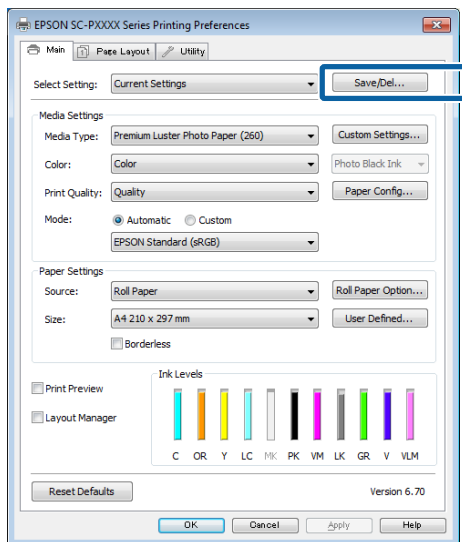 EPSON SC-PXXXX Series Printing Preferences
Main Page Layout Utility
Select Setting: Current Settings Save/Del...
Media Settings
Media Type: Premium Luster Photo Paper (260) Custom Settings...
Color: Color Photo Black Ink
Print Quality: Quality Paper Config...
Mode: Automatic Custom
EPSON Standard (sRGB)
Paper Settings
Source: Roll Paper Roll Paper Option...
Size: A4 210 x 297 mm User Defined...
Borderless
Ink Levels
Print Preview
Layout Manager
C OR Y LC MK PK VM LK GR V VLM
Reset Defaults Version 6.70
OK Cancel Apply Help